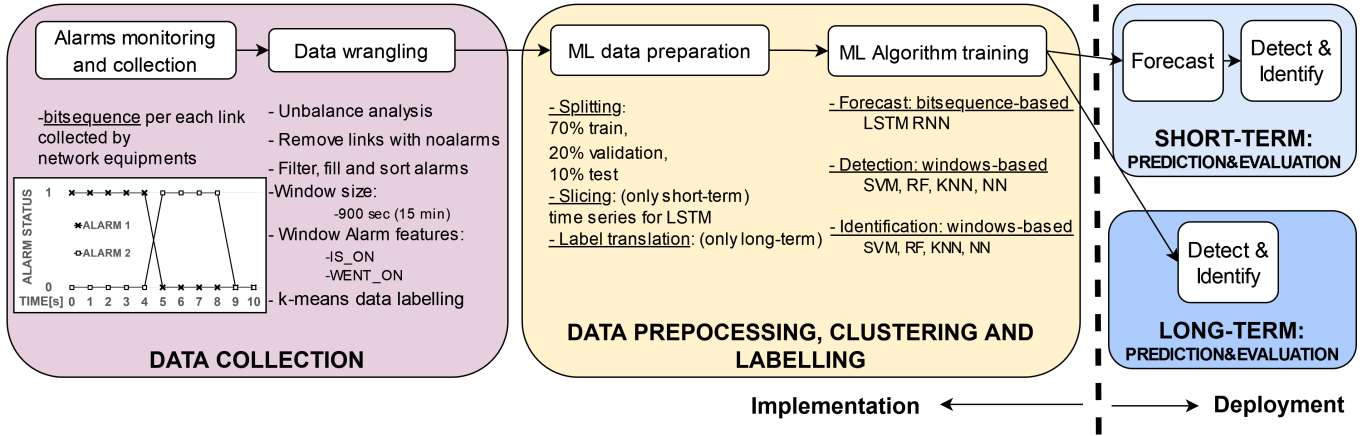 Alarms monitoring
and collection
Data wrangling
-bitsequence per each link
collected by
network equipments
ALARM STATUS
1
0
ALARM 1
ALARM 2
TIME[s] 0 1 2 3 4 5 6 7 8 9 10
- Unbalance analysis
- Remove links with noalarms
- Filter, fill and sort alarms
-Window size:
-900 sec (15 min)
- Window Alarm features:
-IS_ON
-WENT_ON
- k-means data labelling
DATA COLLECTION
ML data preparation
ML Algorithm training
- Splitting:
70% train,
20% validation,
10% test
- Slicing: (only short-term)
time series for LSTM
- Label translation: (only long-term)
- Forecast: bitsequence-based
LSTM RNN
- Detection: windows-based
SVM, RF, KNN, NN
- Identification: windows-based
SVM, RF, KNN, NN
DATA PREPOCESSING, CLUSTERING AND
LABELLING
Forecast
Detect &
Identify
SHORT-TERM:
PREDICTION&EVALUATION
Detect &
Identify
LONG-TERM:
PREDICTION&EVALUATION
Implementation
Deployment